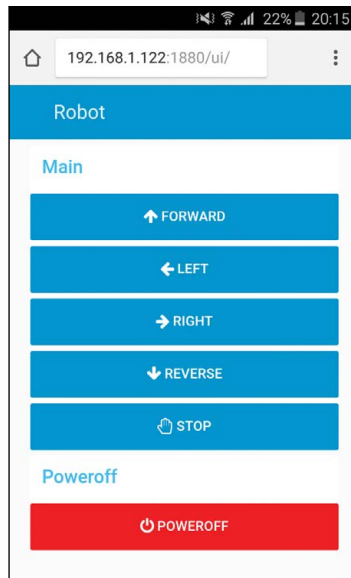 22% 20:15
192.168.1.122:1880/ui/
Robot
Main
FORWARD
LEFT
RIGHT
REVERSE
STOP
Poweroff
POWEROFF